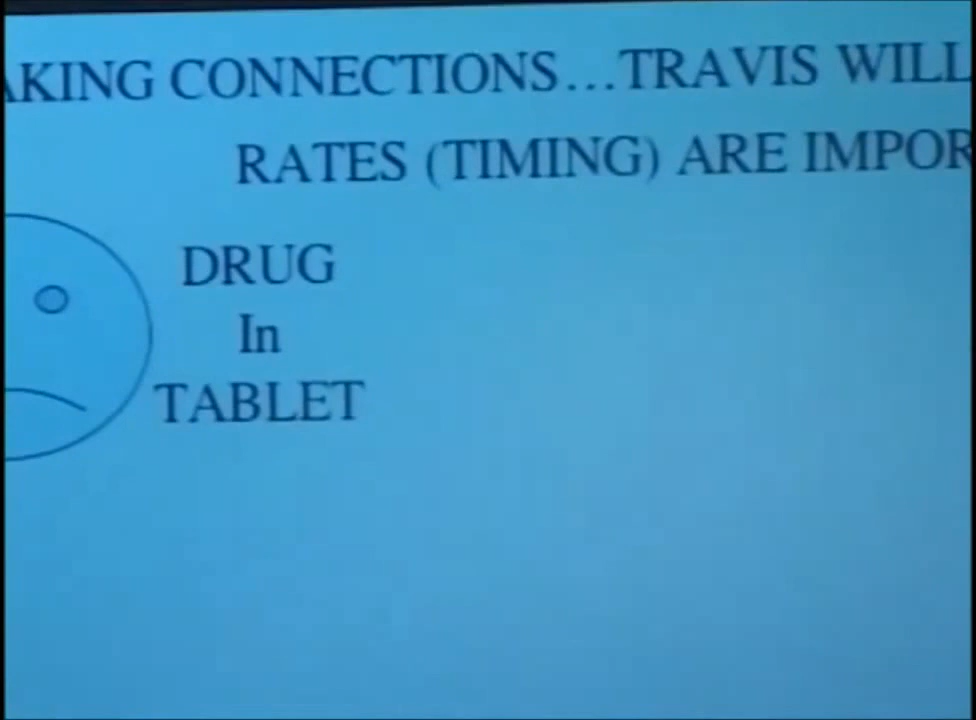 AKING CONNECTIONS...TRAVIS WILL
RATES (TIMING) ARE IMPOR
DRUG
In
TABLET